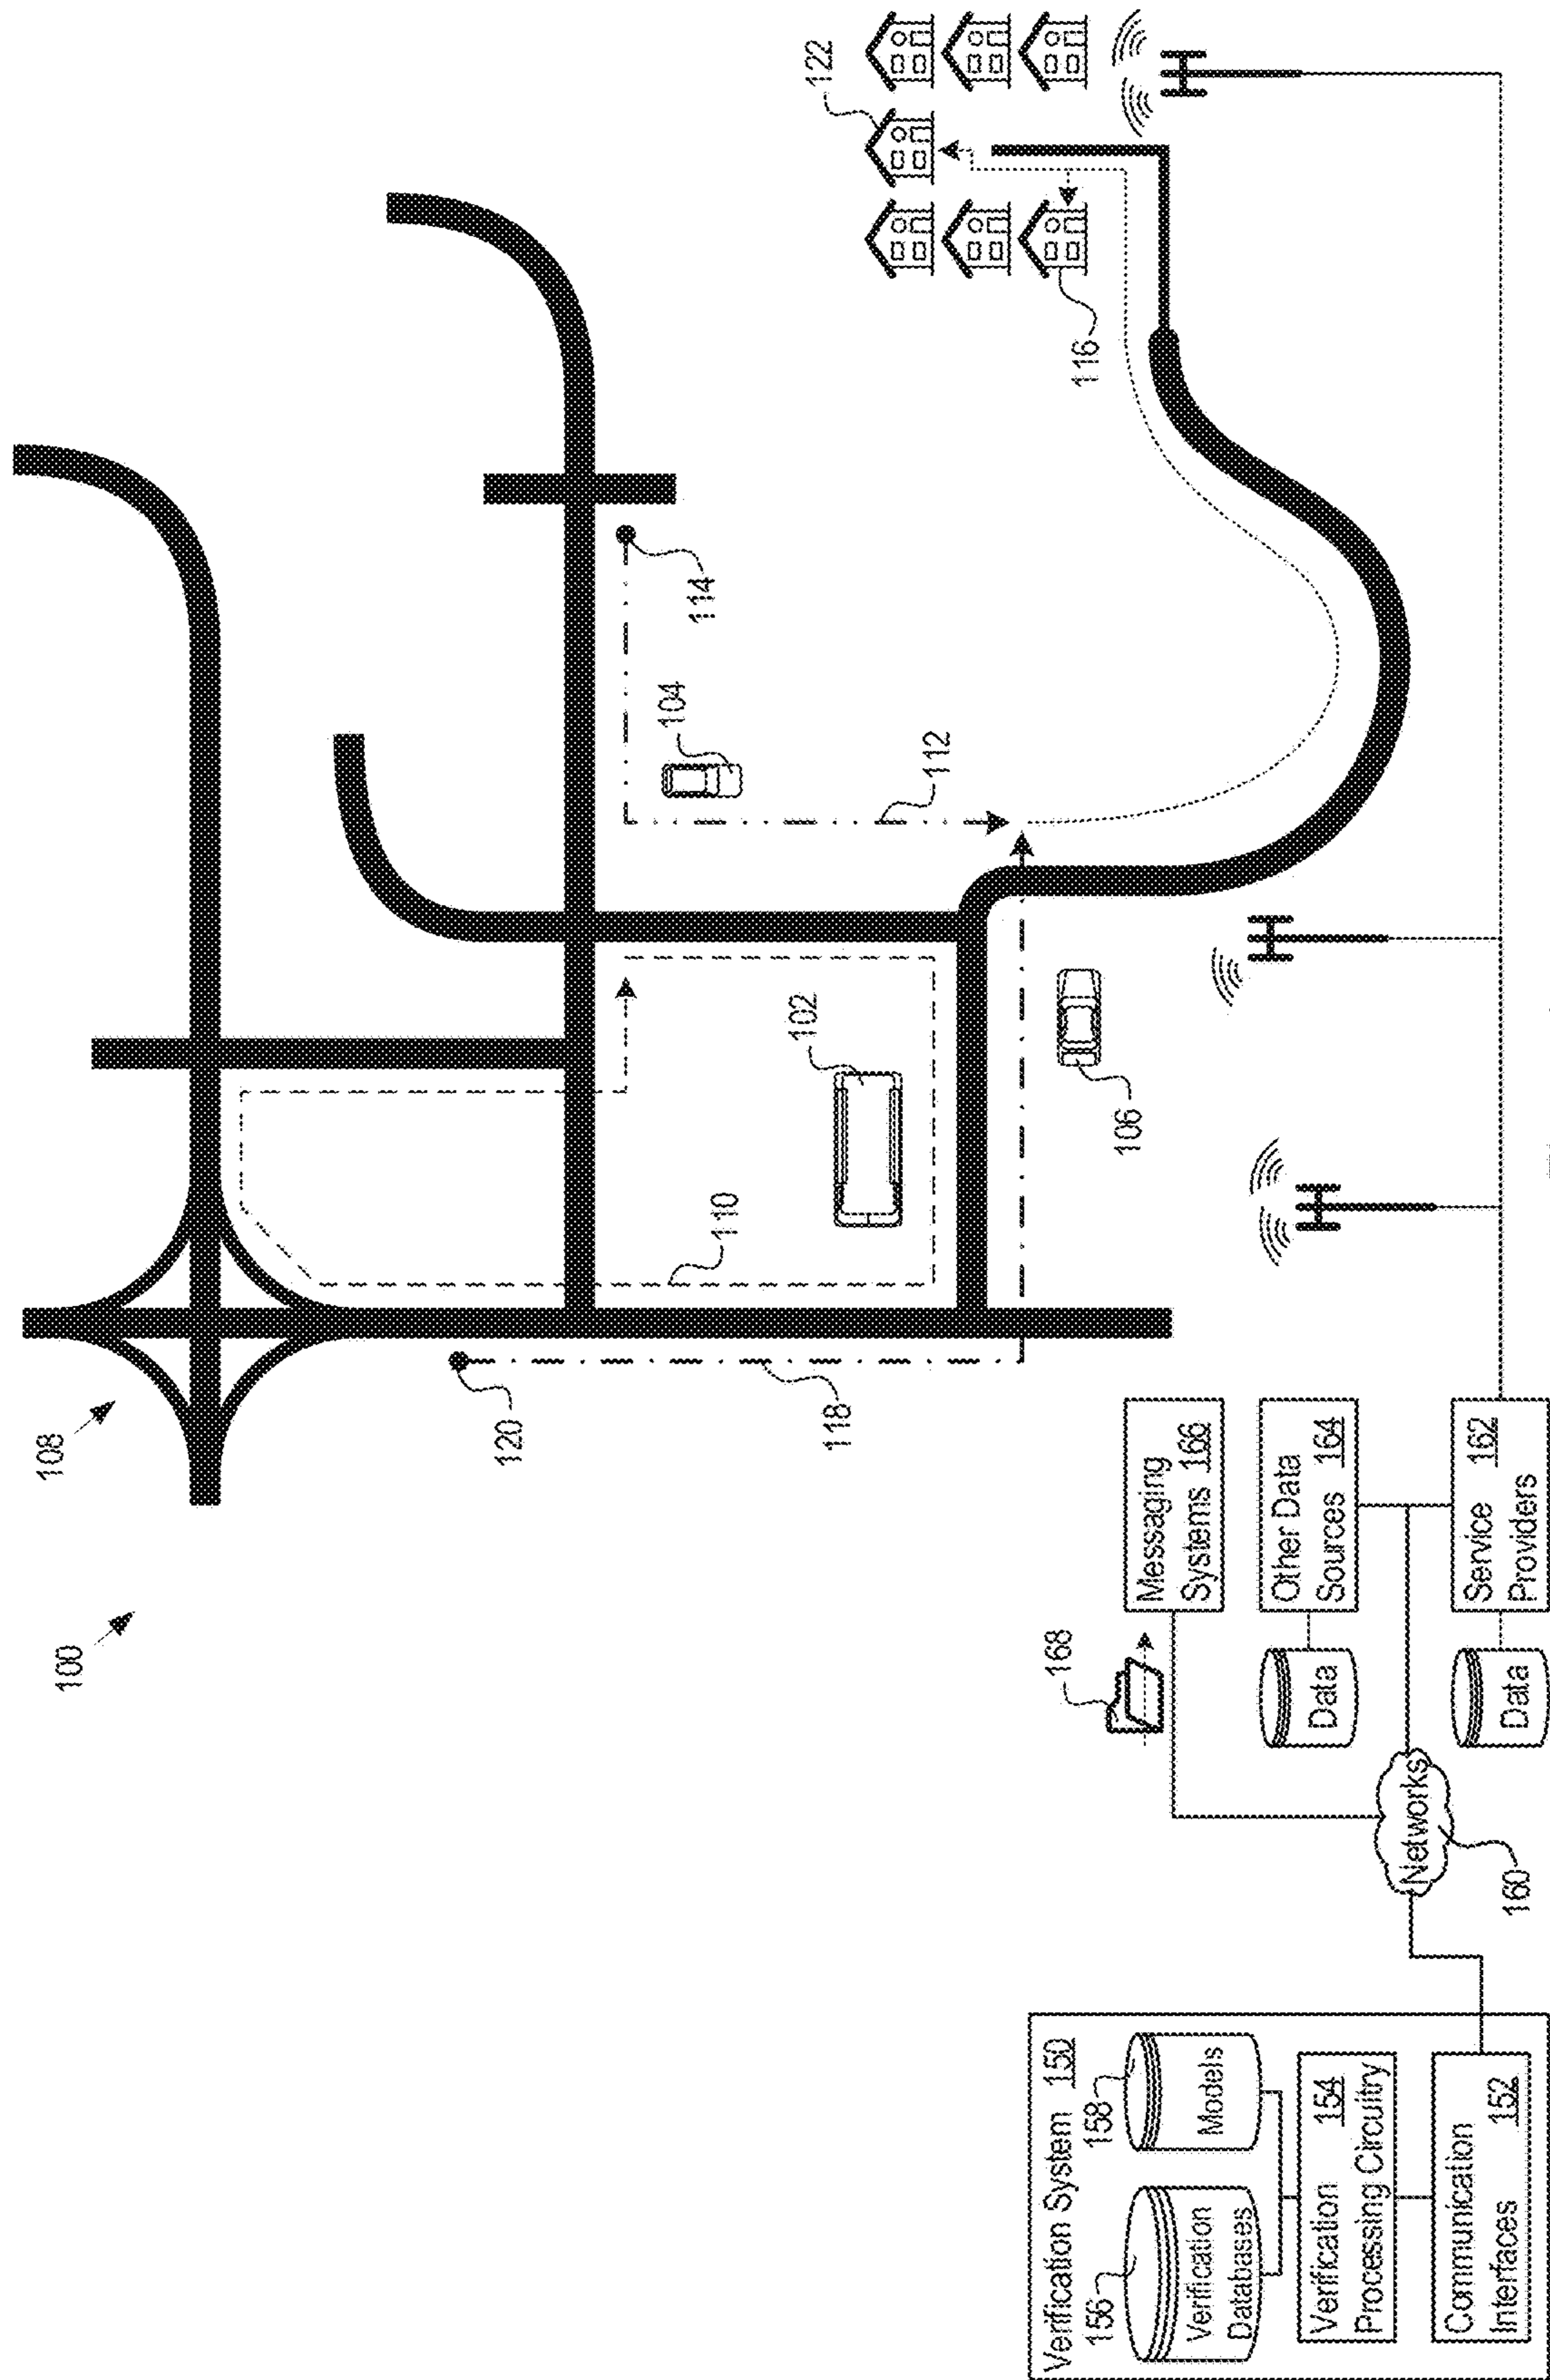 100
108
120
118
110
102
106
104
114
112
116
122
Verification System 150
156
158
Verification
Databases
Models
Verification 154
Processing Circuitry
Communication
Interfaces 152
Networks
160
168
Messaging
Systems 166
Other Data
Sources 164
Data
Service 162
Providers
Data